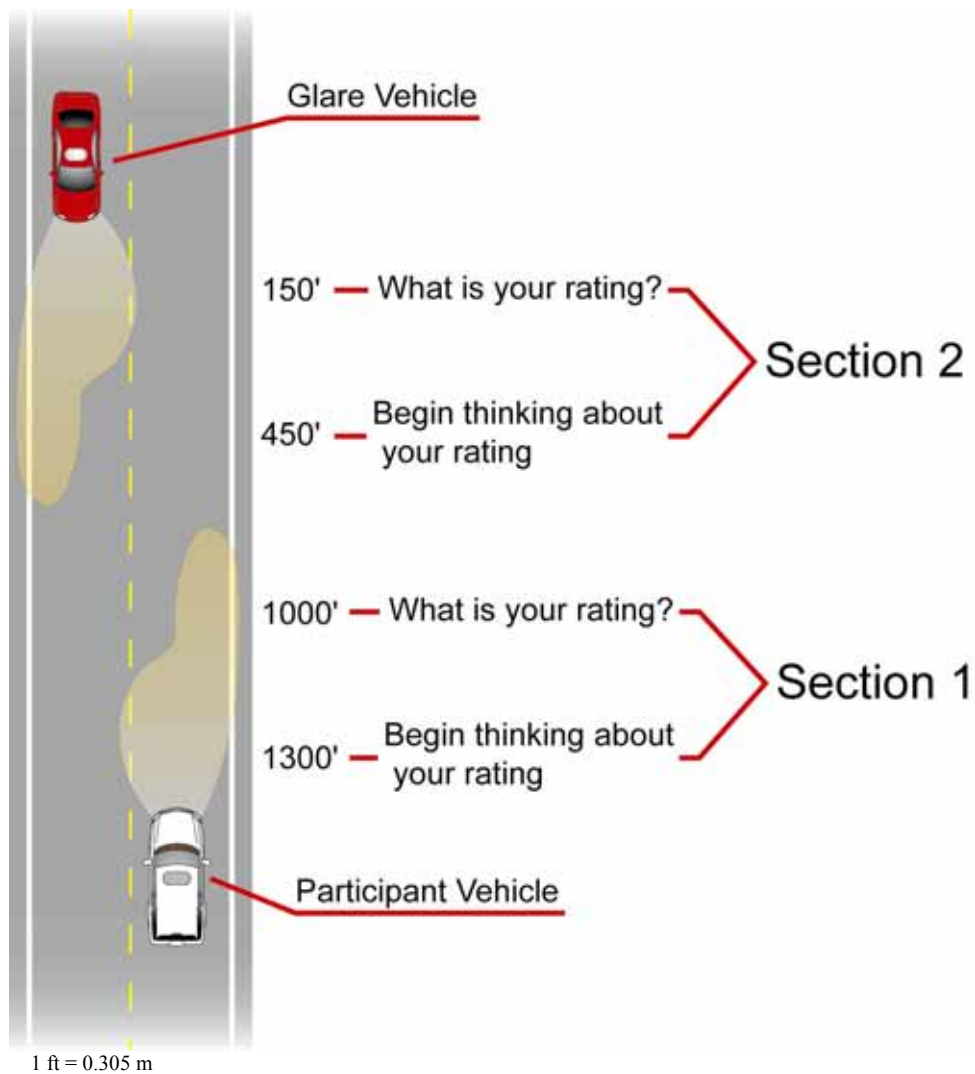 Glare Vehicle
150' What is your rating?
Section 2
450' Begin thinking about
your rating
1000' What is your rating?
Section 1
1300' Begin thinking about
your rating
Participant Vehicle
1 ft = 0.305 m